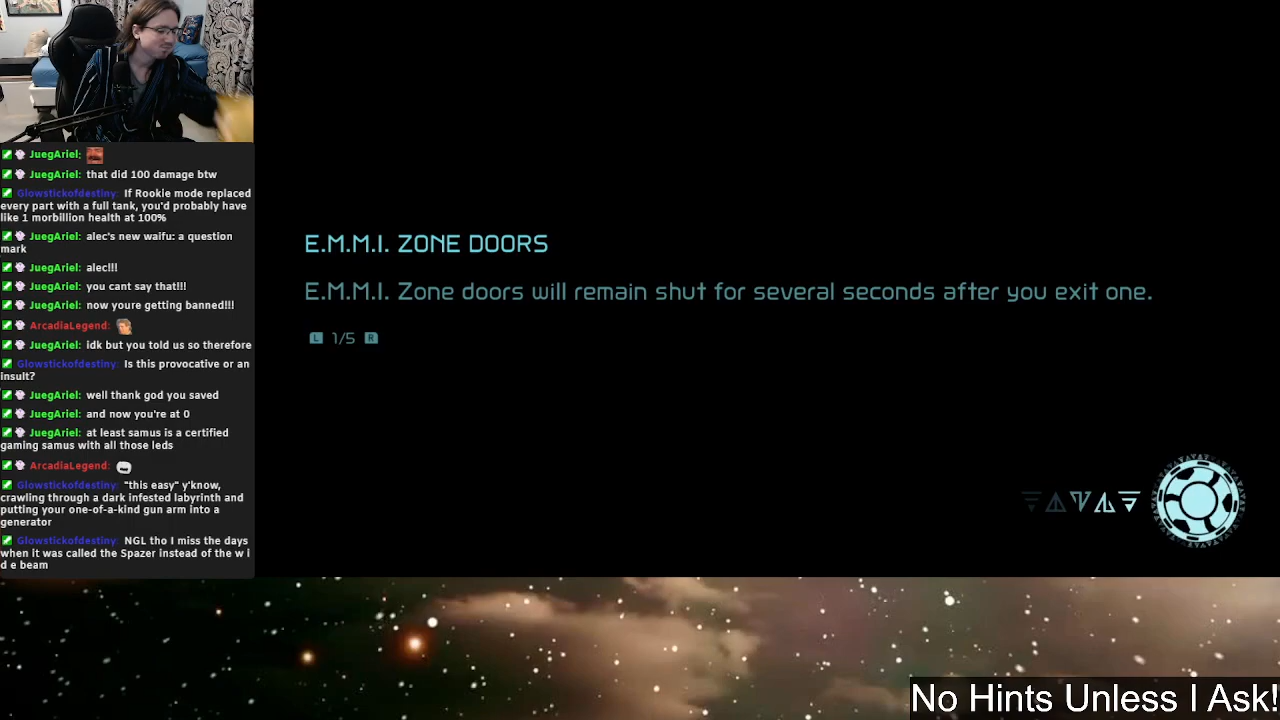 JuegAriel:
JuegAriel: that did 100 damage btw
Glowstickofdestiny: If Rookie mode replaced
every part with a full tank, you'd probably have
like 1 morbillion health at 100%
JuegAriel: alec's new waifu: a question
mark
JuegAriel: alec!!!
JuegAriel: you cant say that!!!
JuegAriel: now youre getting banned!!!
ArcadiaLegend:
JuegAriel: idk but you told us so therefore
Glowstickofdestiny: Is this provocative or an
insult?
JuegAriel: well thank god you saved
JuegAriel: and now you're at 0
JuegAriel: at least samus is a certified
gaming samus with all those leds
ArcadiaLegend:
Glowstickofdestiny: "this easy" y'know,
crawling through a dark infested labyrinth and
putting your one-of-a-kind gun arm into a
generator
Glowstickofdestiny: NGL tho I miss the days
when it was called the Spazer instead of the w i
d e beam
E.M.M.I. ZONE DOORS
E.M.M.I. Zone doors will remain shut for several seconds after you exit one.
L 1/5 R
No Hints Unless I Ask!